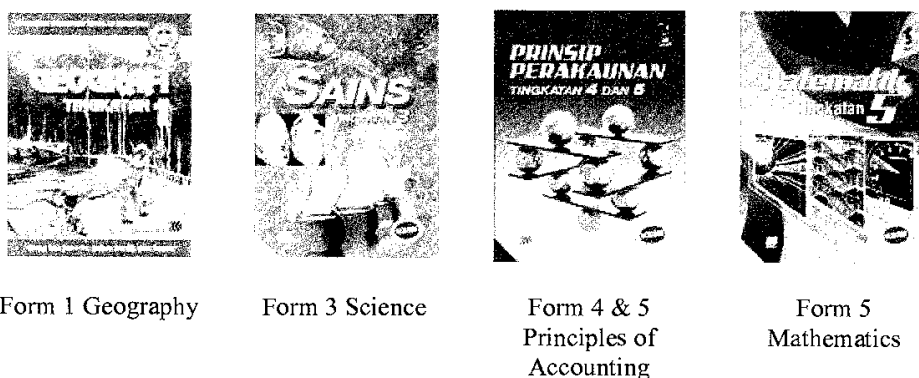 GEOGRAFI
TINGKATAN
SAINS
PRINSIP
PERAKAUNAN
TINGKATAN 4 DAN 5
Matematik
Tingkatan 5
Form 1 Geography
Form 3 Science
Form 4 & 5
Principles of
Accounting
Form 5
Mathematics